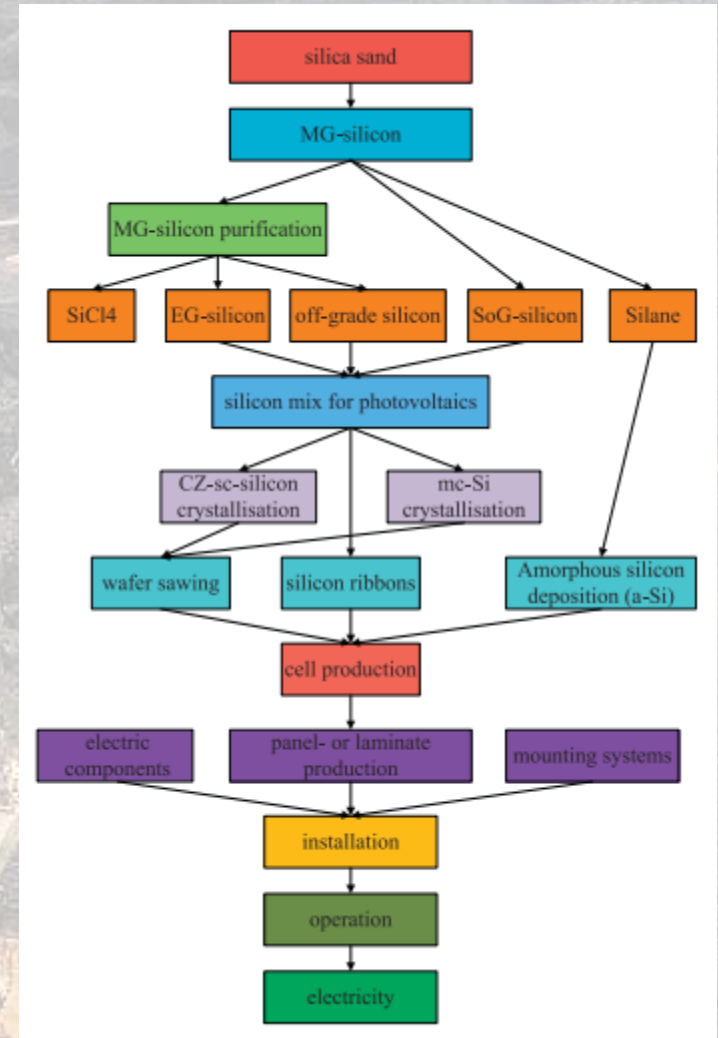 silica sand
MG-silicon
MG-silicon purification
SiCl4
EG-silicon
off-grade silicon
SoG-silicon
Silane
silicon mix for photovoltaics
CZ-sc-silicon
crystallisation
mc-Si
crystallisation
wafer sawing
silicon ribbons
Amorphous silicon
deposition (a-Si)
cell production
electric
components
panel- or laminate
production
mounting systems
installation
operation
electricity